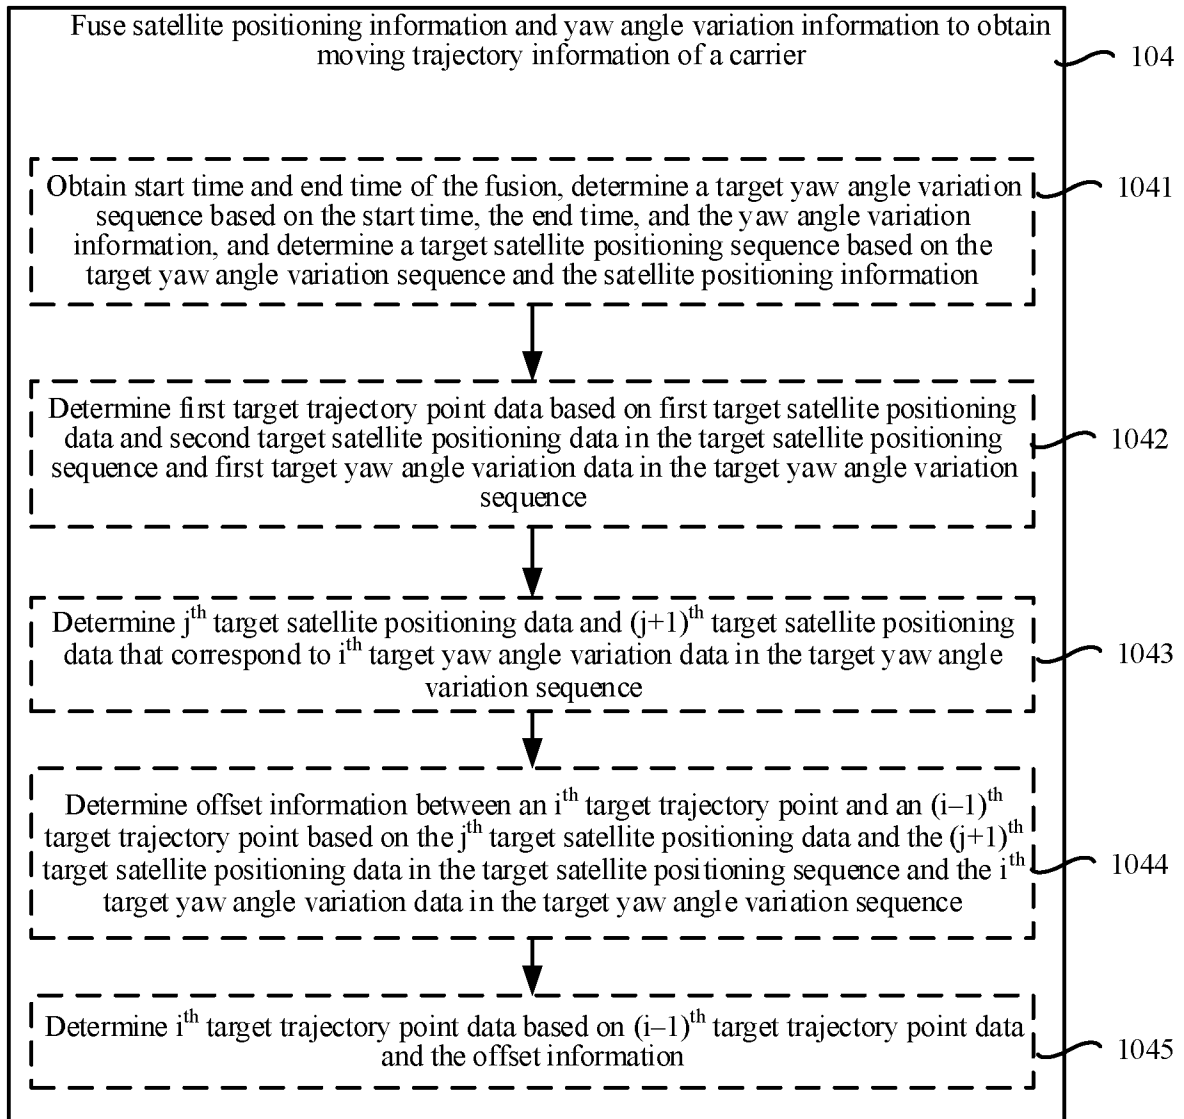 Fuse satellite positioning information and yaw angle variation information to obtain
moving trajectory information of a carrier
104
Obtain start time and end time of the fusion, determine a target yaw angle variation
sequence based on the start time, the end time, and the yaw angle variation
information, and determine a target satellite positioning sequence based on the
target yaw angle variation sequence and the satellite positioning information
1041
Determine first target trajectory point data based on first target satellite positioning
data and second target satellite positioning data in the target satellite positioning
sequence and first target yaw angle variation data in the target yaw angle variation
sequence
1042
Determine jth target satellite positioning data and (j+1)th target satellite positioning
data that correspond to ith target yaw angle variation data in the target yaw angle
variation sequence
1043
Determine offset information between an ith target trajectory point and an (i–1)th
target trajectory point based on the jth target satellite positioning data and the (j+1)th
target satellite positioning data in the target satellite positioning sequence and the ith
target yaw angle variation data in the target yaw angle variation sequence
1044
Determine ith target trajectory point data based on (i–1)th target trajectory point data
and the offset information
1045